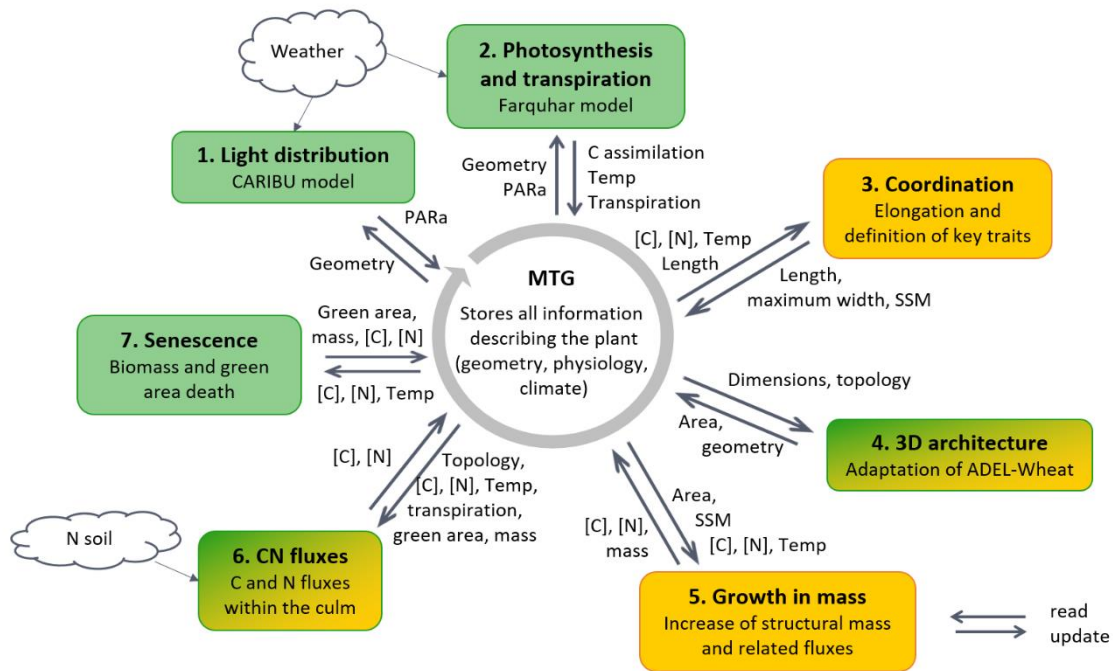 Weather
2. Photosynthesis
and transpiration
Farquhar model
1. Light distribution
CARIBU model
Geometry
PARa
C assimilation
Temp
Transpiration
3. Coordination
Elongation and
definition of key traits
PARa
Geometry
[C], [N], Temp
Length
Length,
maximum width, SSM
MTG
Stores all information
describing the plant
(geometry, physiology,
climate)
7. Senescence
Biomass and green
area death
Green area,
mass, [C], [N]
[C], [N], Temp
Dimensions, topology
Area,
geometry
4. 3D architecture
Adaptation of ADEL-Wheat
[C], [N]
Topology,
[C], [N], Temp,
transpiration,
green area, mass
Area,
SSM
[C], [N], Temp
[C], [N],
mass
N soil
6. CN fluxes
C and N fluxes
within the culm
5. Growth in mass
Increase of structural mass
and related fluxes
read
update